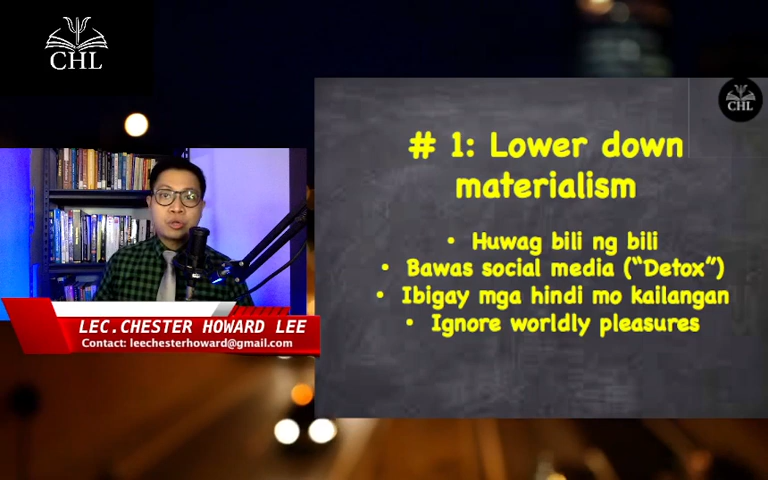 CHL
CHL
# 1: Lower down
materialism
• Huwag bili ng bili
• Bawas social media ("Detox")
• Ibigay mga hindi mo kailangan
• Ignore worldly pleasures
LEC.CHESTER HOWARD LEE
Contact: leechesterhoward@gmail.com